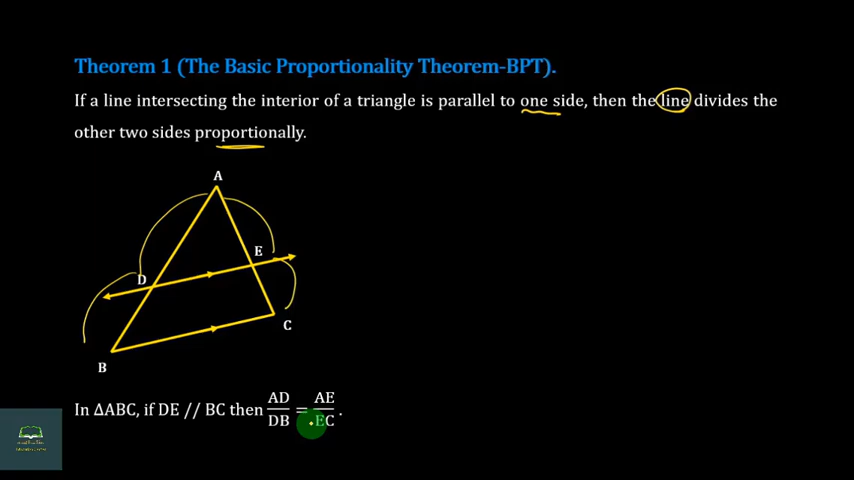 Theorem 1 (The Basic Proportionality Theorem-BPT).
If a line intersecting the interior of a triangle is parallel to one side, then the line divides the
other two sides proportionally.
A
E
D
C
B
In ΔABC, if DE // BC then AD/DB = AE/EC .